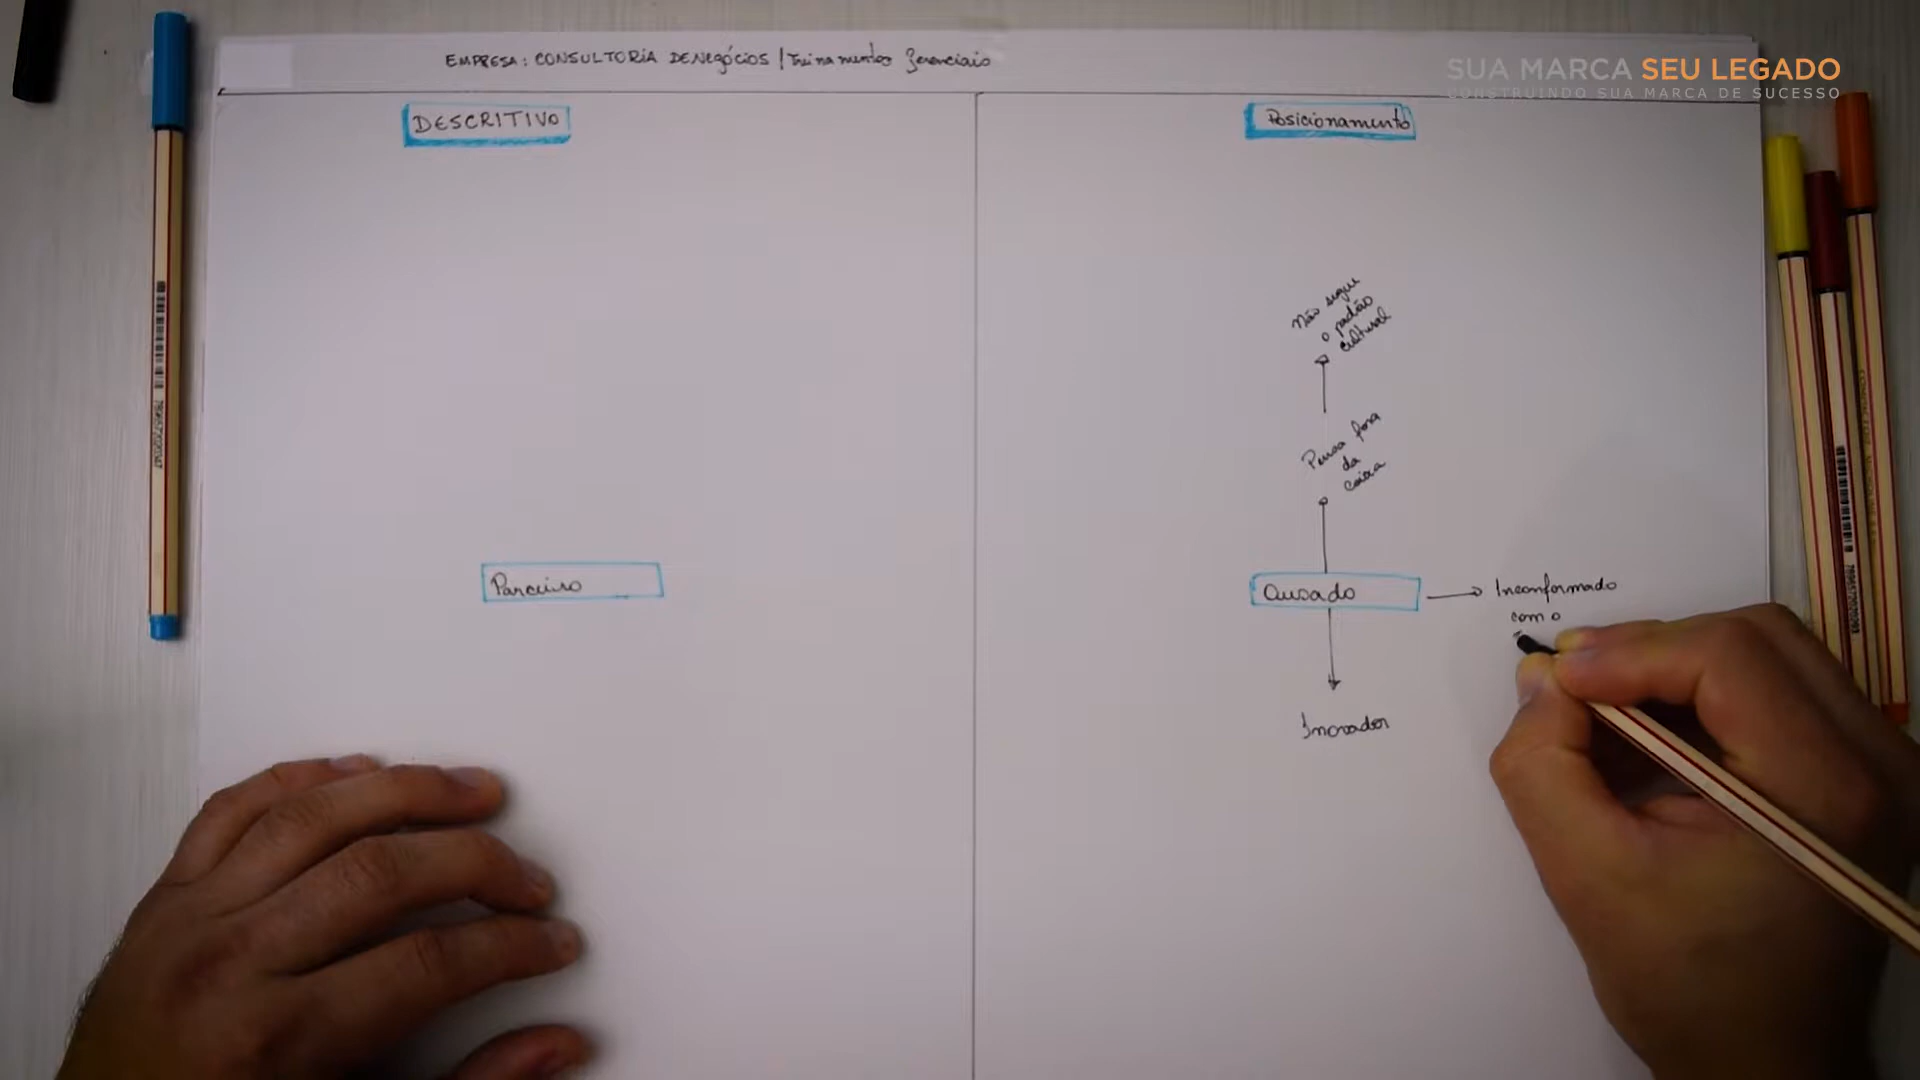 EMPRESA: CONSULTORIA DE NEGÓCIOS / Treinamentos Gerenciais
SUA MARCA SEU LEGADO
CONSTRUINDO SUA MARCA DE SUCESSO
DESCRITIVO
Posicionamento
Não segue
o padrão
cultural
Pensa fora
da
caixa
Parceiro
Ousado
Inconformado
com o
Inovador